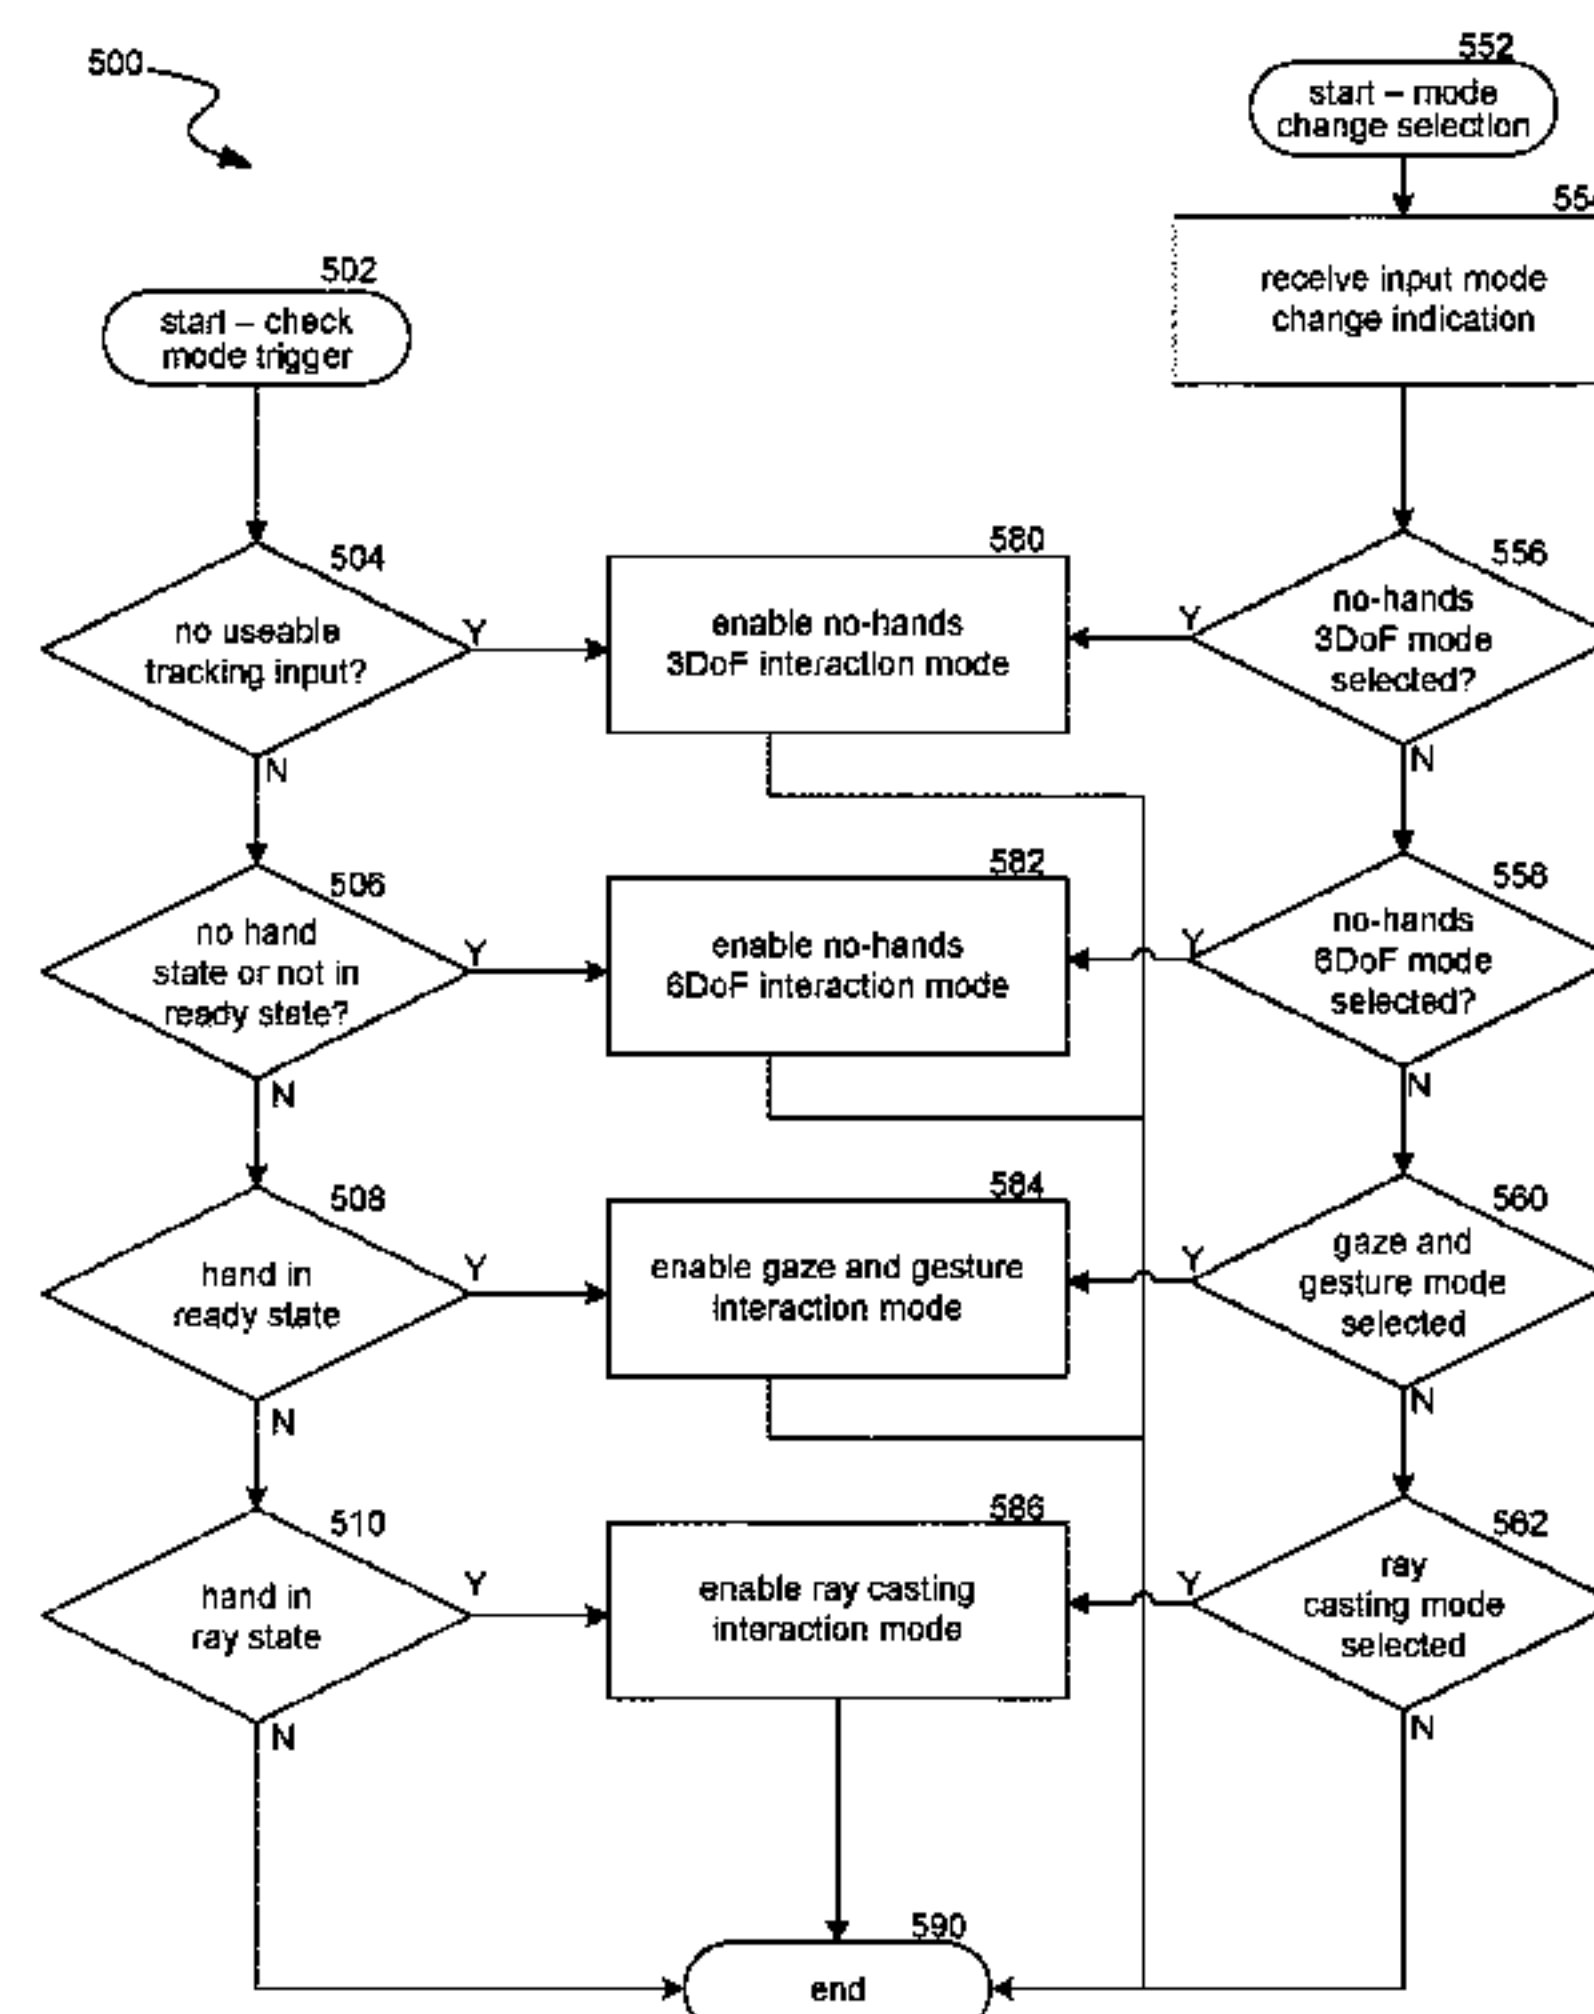 500
552
start – mode
change selection
554
receive input mode
change indication
502
start – check
mode trigger
504
no useable
tracking input?
Y
N
580
enable no-hands
3DoF interaction mode
556
no-hands
3DoF mode
selected?
Y
N
506
no hand
state or not in
ready state?
Y
N
582
enable no-hands
6DoF interaction mode
558
no-hands
6DoF mode
selected?
Y
N
508
hand in
ready state
Y
N
584
enable gaze and gesture
interaction mode
560
gaze and
gesture mode
selected
Y
N
510
hand in
ray state
Y
N
586
enable ray casting
interaction mode
562
ray
casting mode
selected
Y
N
590
end